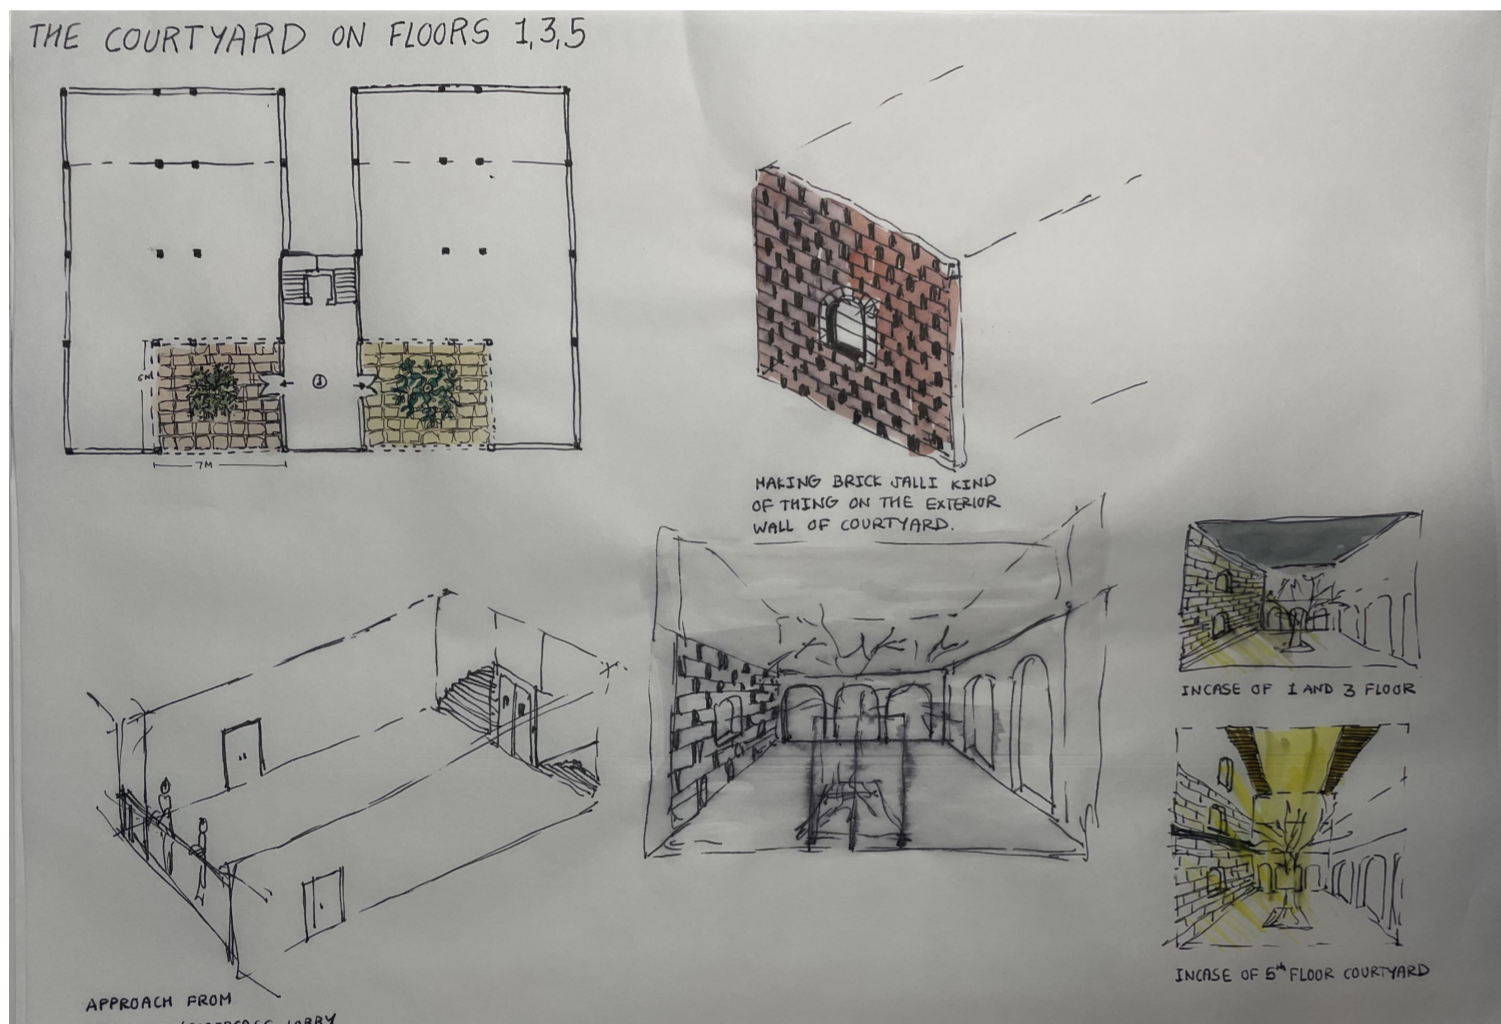 THE COURTYARD ON FLOORS 1,3,5
6M
1
7M
MAKING BRICK JALLI KIND
OF THING ON THE EXTERIOR
WALL OF COURTYARD.
INCASE OF 1 AND 3 FLOOR
INCASE OF 5th FLOOR COURTYARD
APPROACH FROM
LOBBY